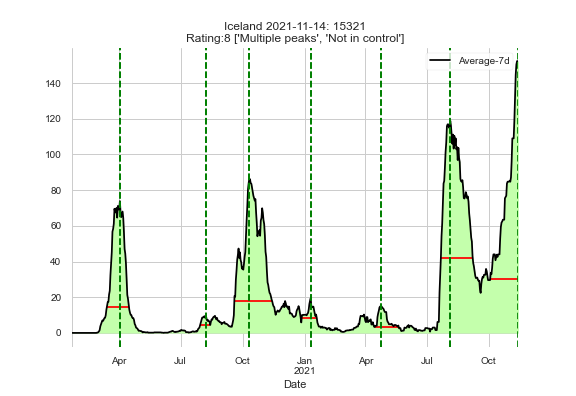 Iceland 2021-11-14: 15321
Rating:8 ['Multiple peaks', 'Not in control']
Average-7d
140
120
100
80
60
40
20
0
Apr Jul Oct Jan Apr Jul Oct
2021
Date